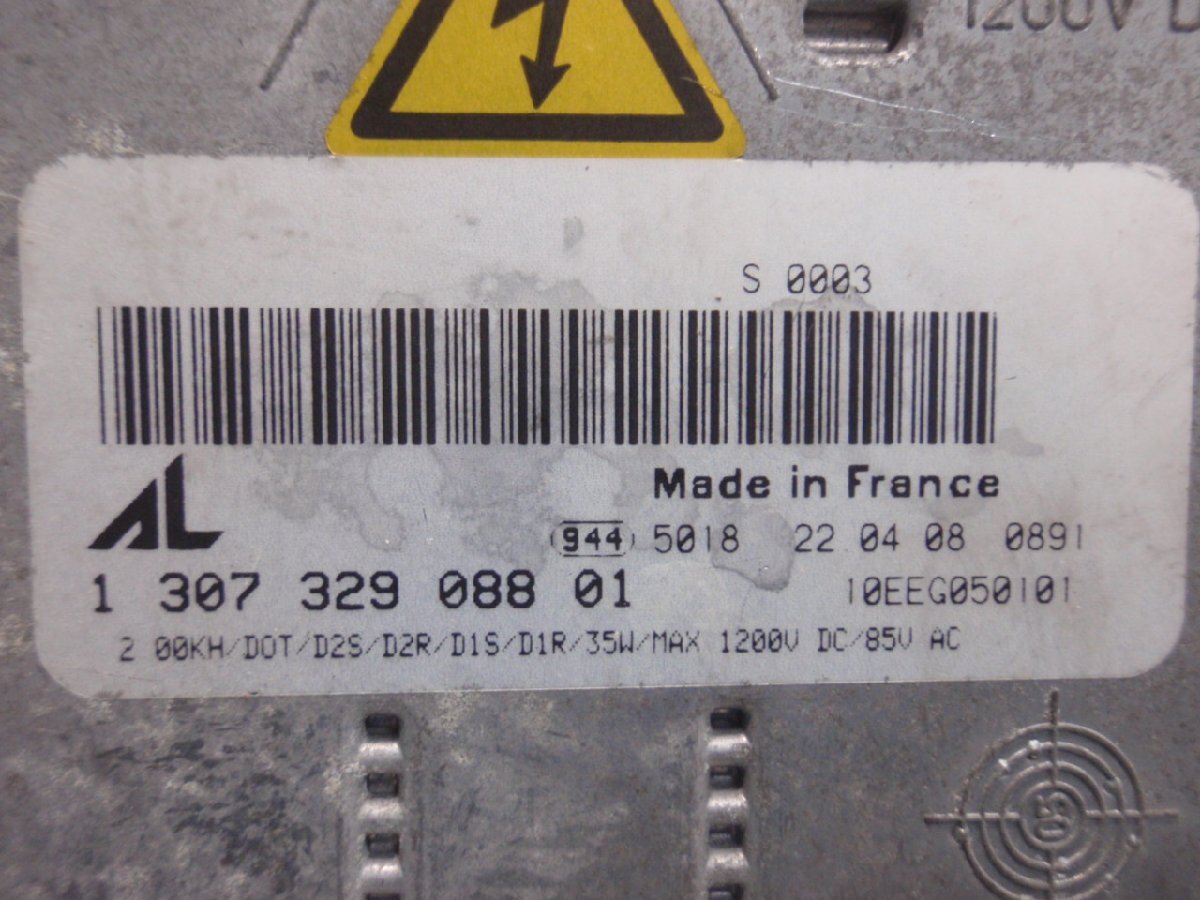 1200V D
S 0003
AL
Made in France
944 5018 22 04 08 0891
1 307 329 088 01 10EEG050101
2 00KH/DOT/D2S/D2R/D1S/D1R/35W/MAX 1200V DC/85V AC